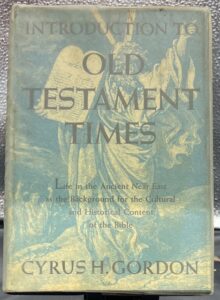 INTRODUCTION TO
OLD
TESTAMENT
TIMES
Life in the Ancient Near East
as the Background for the Cultural
and Historical Content
of the Bible
CYRUS H. GORDON